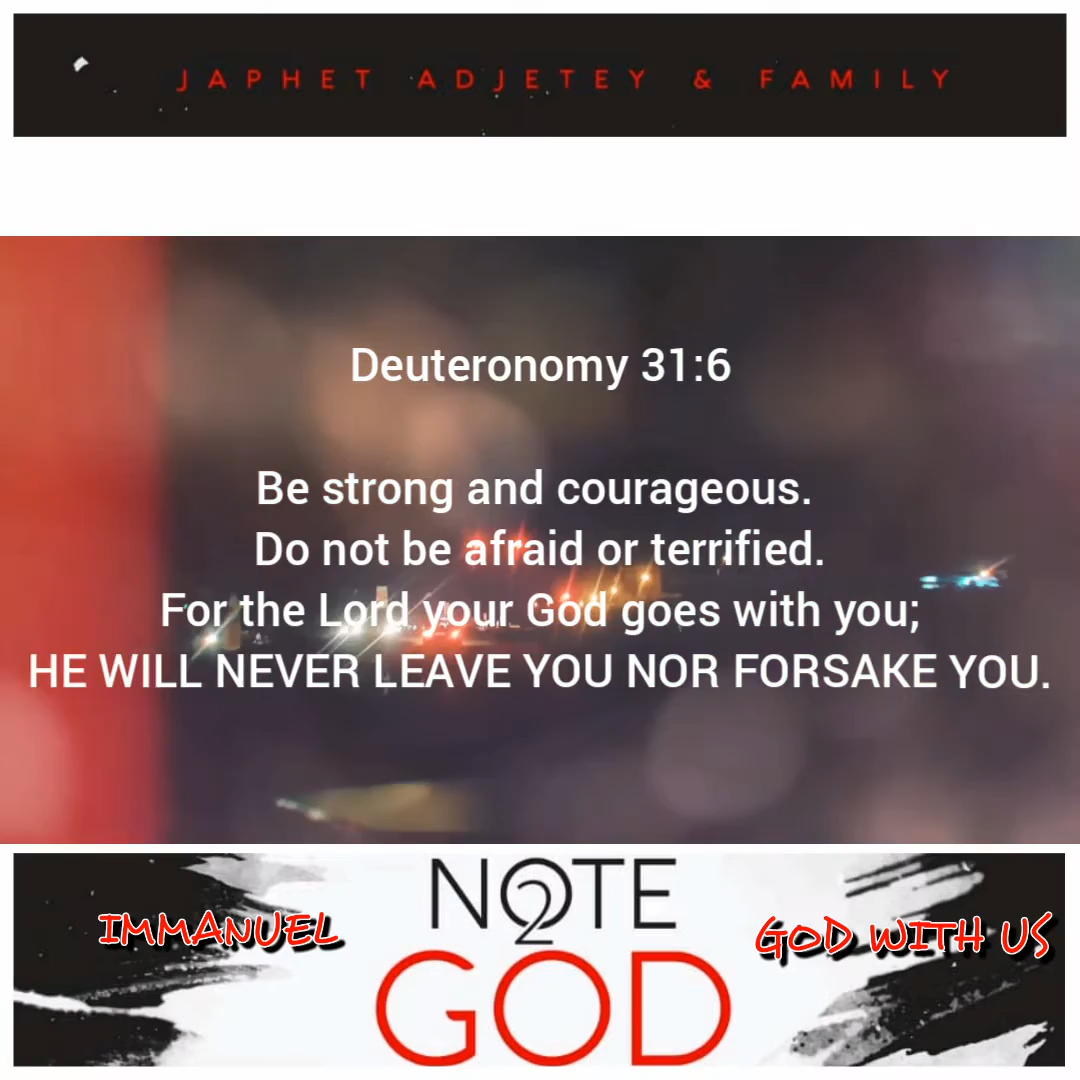 JAPHET ADJETEY & FAMILY
Deuteronomy 31:6
Be strong and courageous.
Do not be afraid or terrified.
For the Lord your God goes with you;
HE WILL NEVER LEAVE YOU NOR FORSAKE YOU.
NOTE
2
GOD
IMMANUEL
GOD WITH US